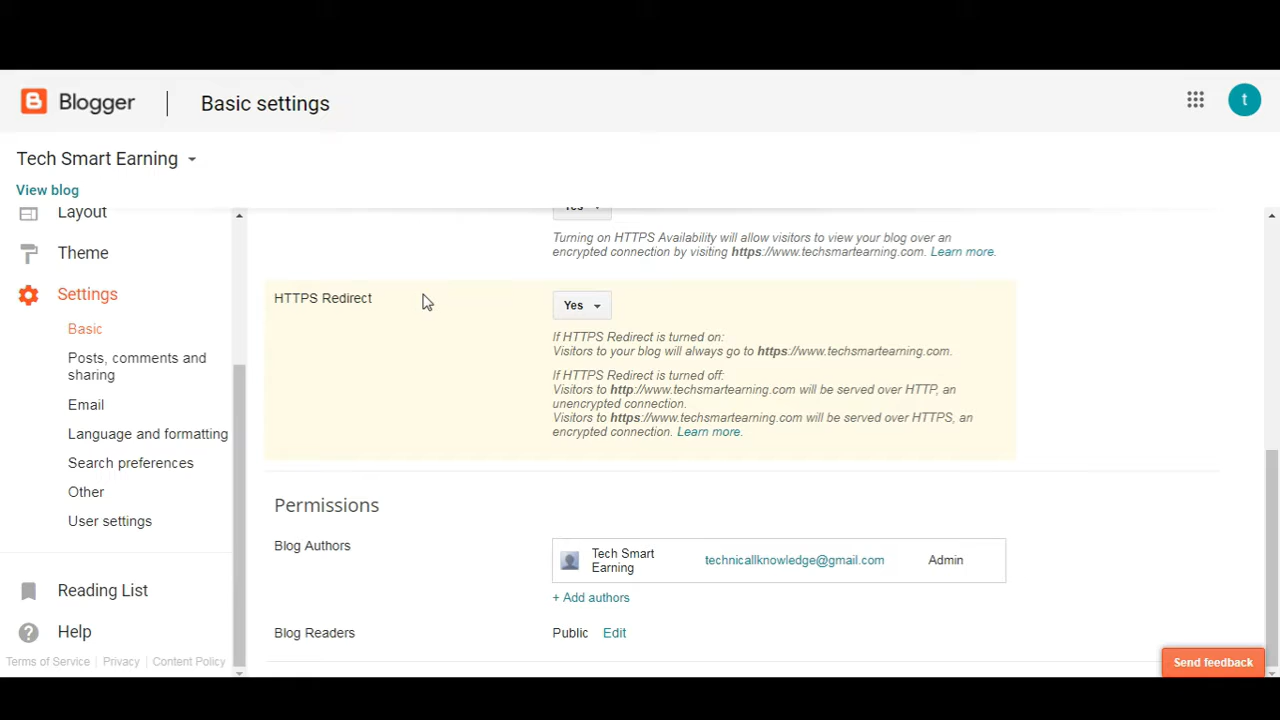 Blogger
Basic settings
t
Tech Smart Earning
View blog
Layout
Theme
Settings
Basic
Posts, comments and
sharing
Email
Language and formatting
Search preferences
Other
User settings
Reading List
Help
Terms of Service | Privacy | Content Policy
Yes
Turning on HTTPS Availability will allow visitors to view your blog over an
encrypted connection by visiting https://www.techsmartearning.com. Learn more.
HTTPS Redirect
Yes
If HTTPS Redirect is turned on:
Visitors to your blog will always go to https://www.techsmartearning.com.
If HTTPS Redirect is turned off:
Visitors to http://www.techsmartearning.com will be served over HTTP, an
unencrypted connection.
Visitors to https://www.techsmartearning.com will be served over HTTPS, an
encrypted connection. Learn more.
Permissions
Blog Authors
Tech Smart
Earning
technicallknowledge@gmail.com
Admin
+ Add authors
Blog Readers
Public Edit
Send feedback